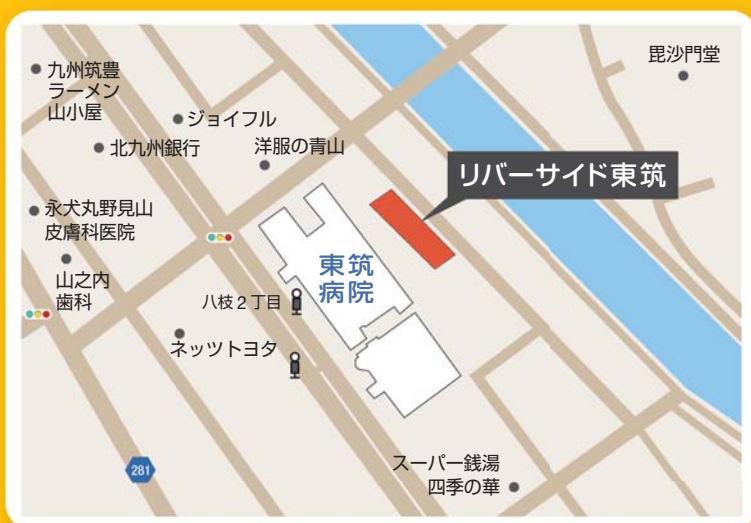 毘沙門堂
九州筑豊
ラーメン
山小屋
ジョイフル
北九州銀行
洋服の青山
リバーサイド東筑
永犬丸野見山
皮膚科医院
東筑
病院
山之内
歯科
八枝2丁目
ネッツトヨタ
281
スーパー銭湯
四季の華